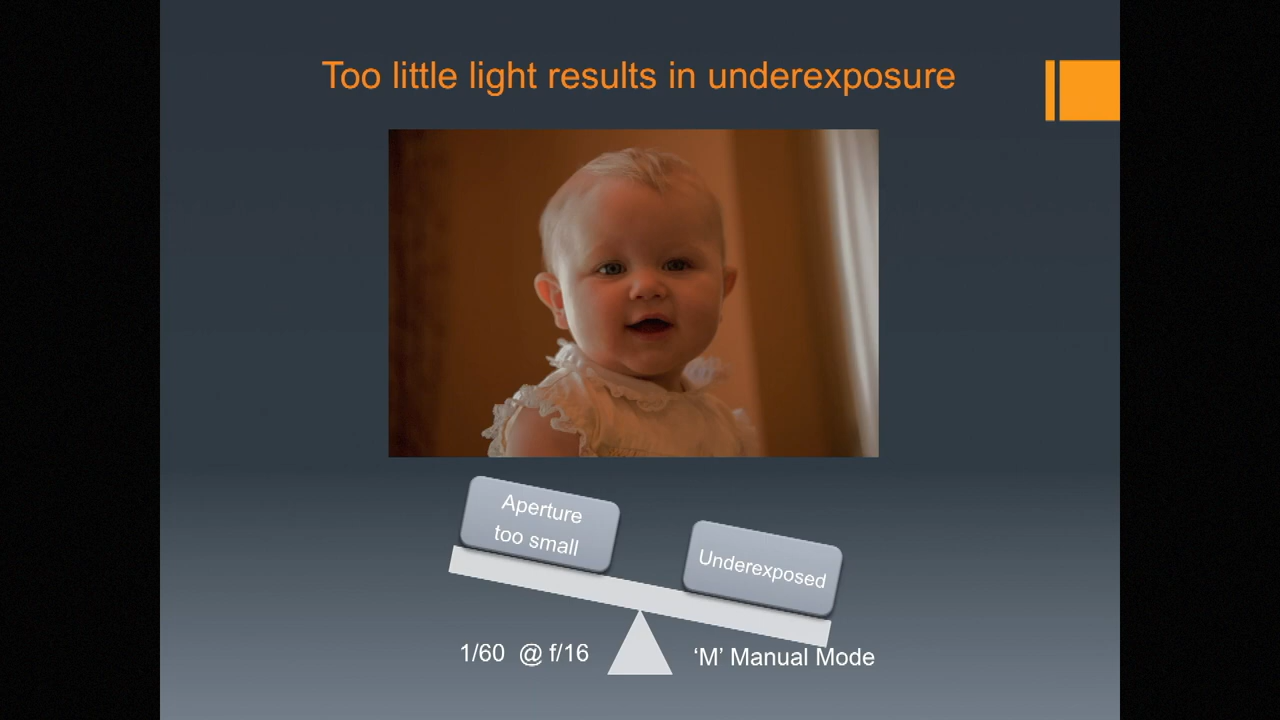 Too little light results in underexposure
Aperture
too small
Underexposed
1/60 @ f/16
‘M’ Manual Mode